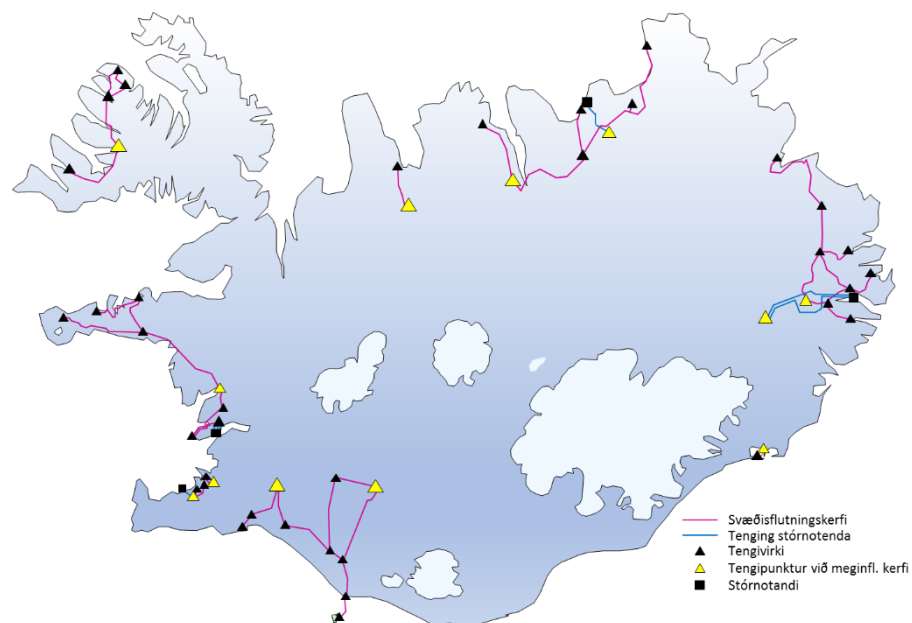 Svæðisflutningskerfi
Tenging stórnotenda
Tengivirki
Tengipunktur við meginfl. kerfi
Stórnotandi